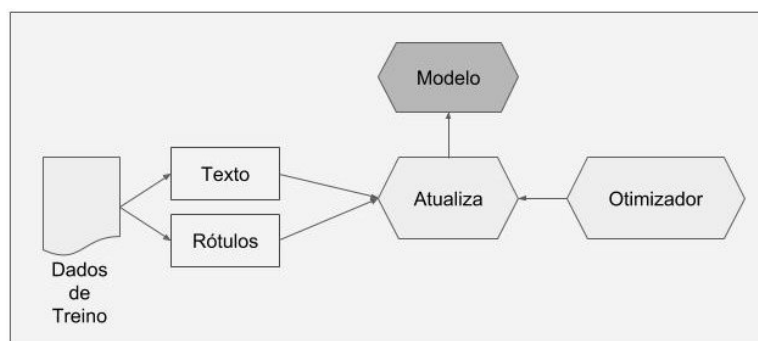 Modelo
Texto
Atualiza
Otimizador
Rótulos
Dados
de
Treino